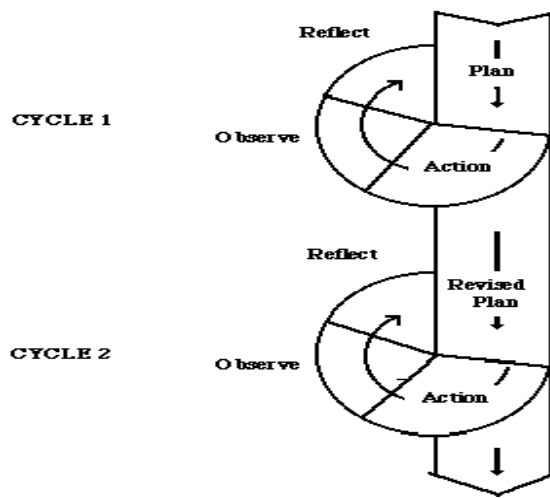 Reflect
Plan
CYCLE 1
Observe
Action
Reflect
Revised
Plan
CYCLE 2
Observe
Action